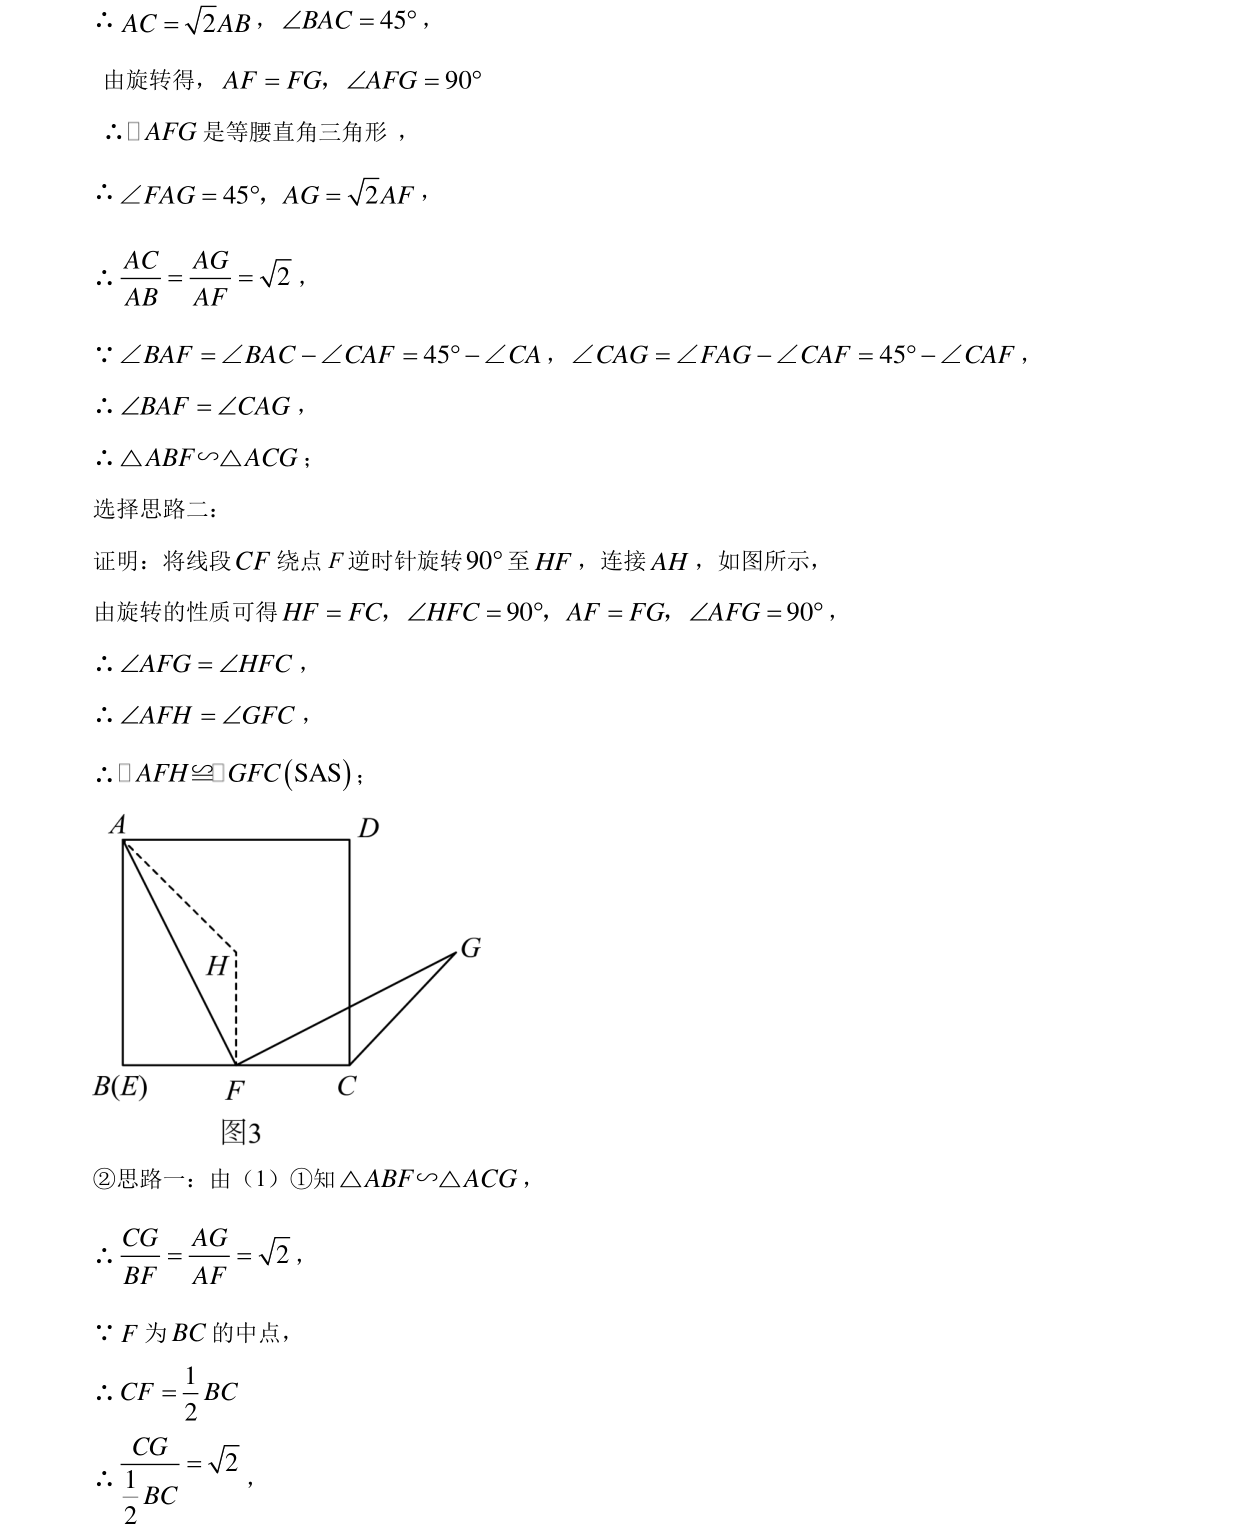 ∴ AC = √2AB，∠BAC = 45°，
由旋转得，AF = FG，∠AFG = 90°
∴□ AFG 是等腰直角三角形 ，
∴ ∠FAG = 45°，AG = √2AF，
∴ AC/AB = AG/AF = √2，
∵ ∠BAF = ∠BAC − ∠CAF = 45° − ∠CA，∠CAG = ∠FAG − ∠CAF = 45° − ∠CAF，
∴ ∠BAF = ∠CAG，
∴ △ABF∽△ACG；
选择思路二：
证明：将线段CF 绕点 F 逆时针旋转90°至HF，连接AH，如图所示，
由旋转的性质可得HF = FC，∠HFC = 90°，AF = FG，∠AFG = 90°，
∴ ∠AFG = ∠HFC，
∴ ∠AFH = ∠GFC，
∴□ AFH≌□ GFC(SAS)；
A
D
H
G
B(E)
F
C
图3
②思路一：由（1）①知△ABF∽△ACG，
∴ CG/BF = AG/AF = √2，
∵ F 为BC 的中点，
∴ CF = 1/2 BC
∴ CG/(1/2 BC) = √2，